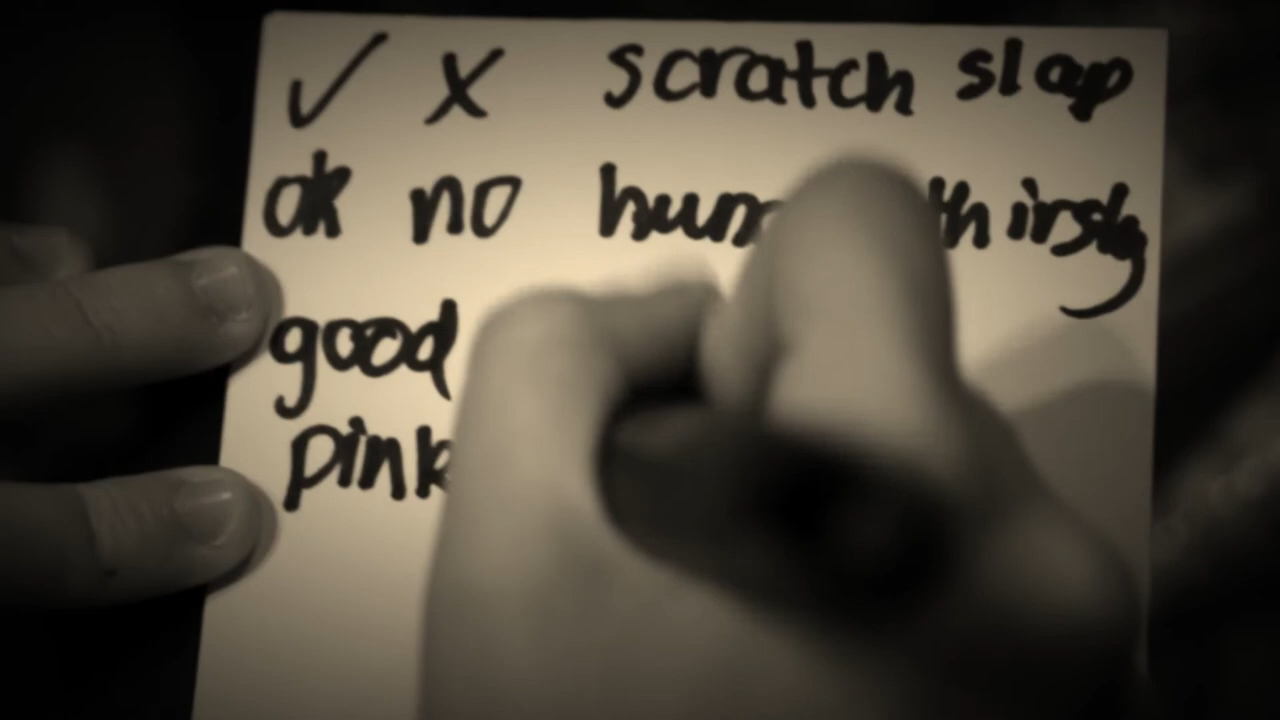 ✓ x scratch slap
ok no thirsty
good
pink